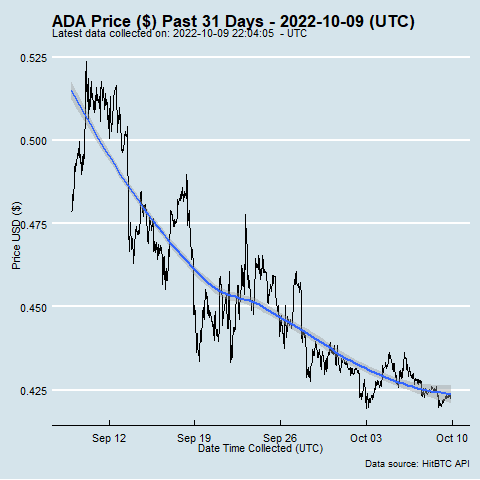 ADA Price ($) Past 31 Days - 2022-10-09 (UTC)
Latest data collected on: 2022-10-09 22:04:05 - UTC
0.525
0.500
0.475
0.450
0.425
Price USD ($)
Sep 12 Sep 19 Sep 26 Oct 03 Oct 10
Date Time Collected (UTC)
Data source: HitBTC API